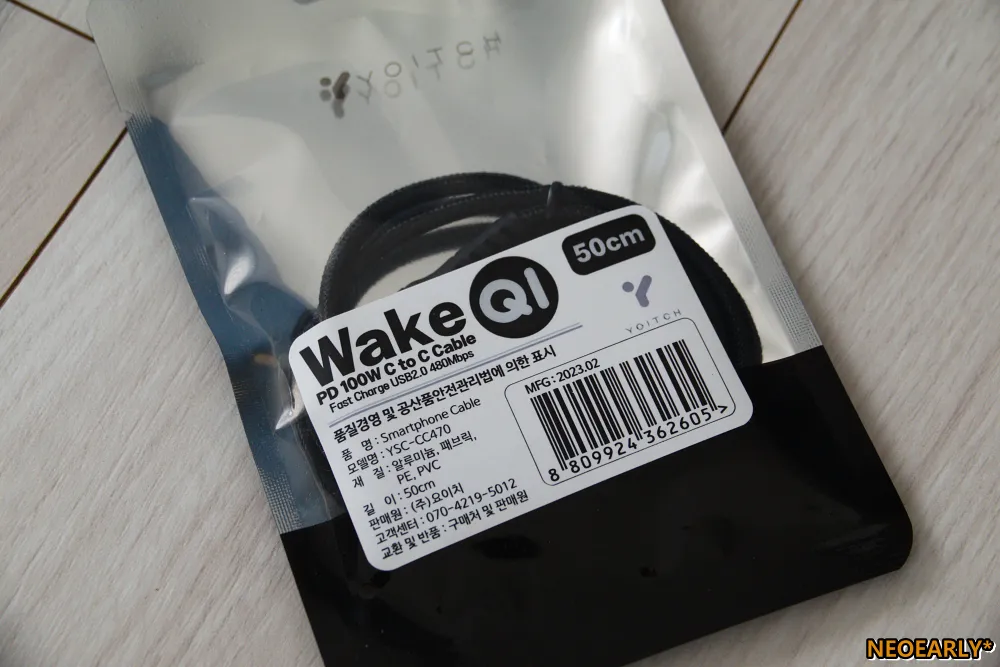 50cm
Wake QI
PD 100W C to C Cable
Fast Charge USB2.0 480Mbps
YOITCH
품질경영 및 공산품안전관리법에 의한 표시
품 명 : Smartphone Cable
모델명 : YSC-CC470
재 질 : 알루미늄, 패브릭,
PE, PVC
길 이 : 50cm
판매원 : (주)요이치
고객센터 : 070-4219-5012
교환 및 반품 : 구매처 및 판매원
MFG : 2023.02
8 809924 362605 >
NEOEARLY*